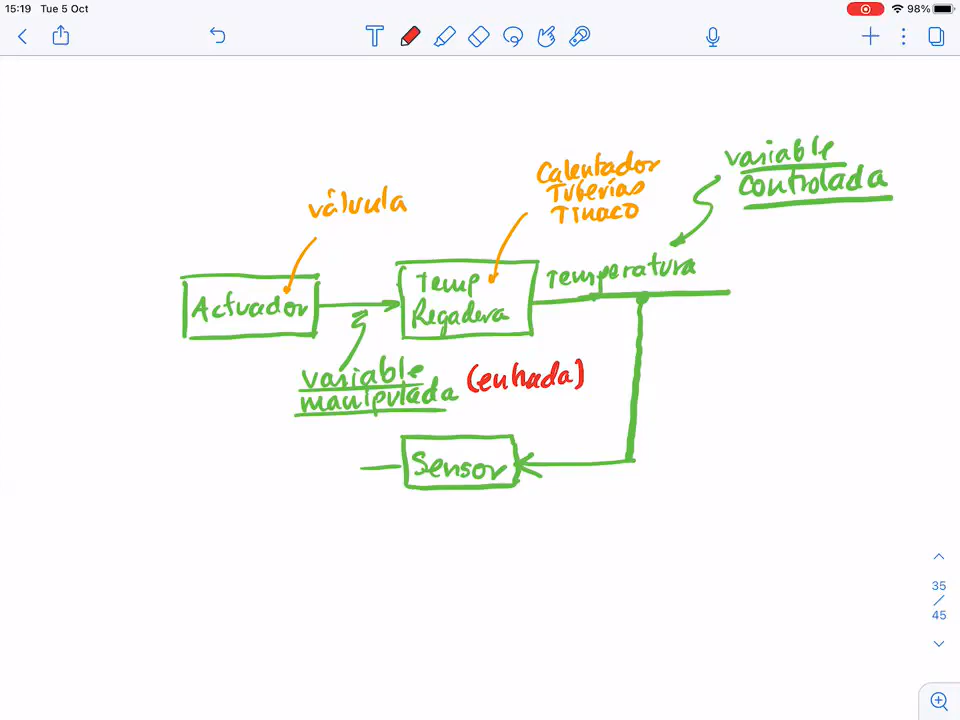 15:19 Tue 5 Oct
98%
variable
controlada
Calentador
Tuberías
Tinaco
válvula
Temperatura
Temp
Regadera
Actuador
variable
manipulada
(entrada)
Sensor
35
/
45